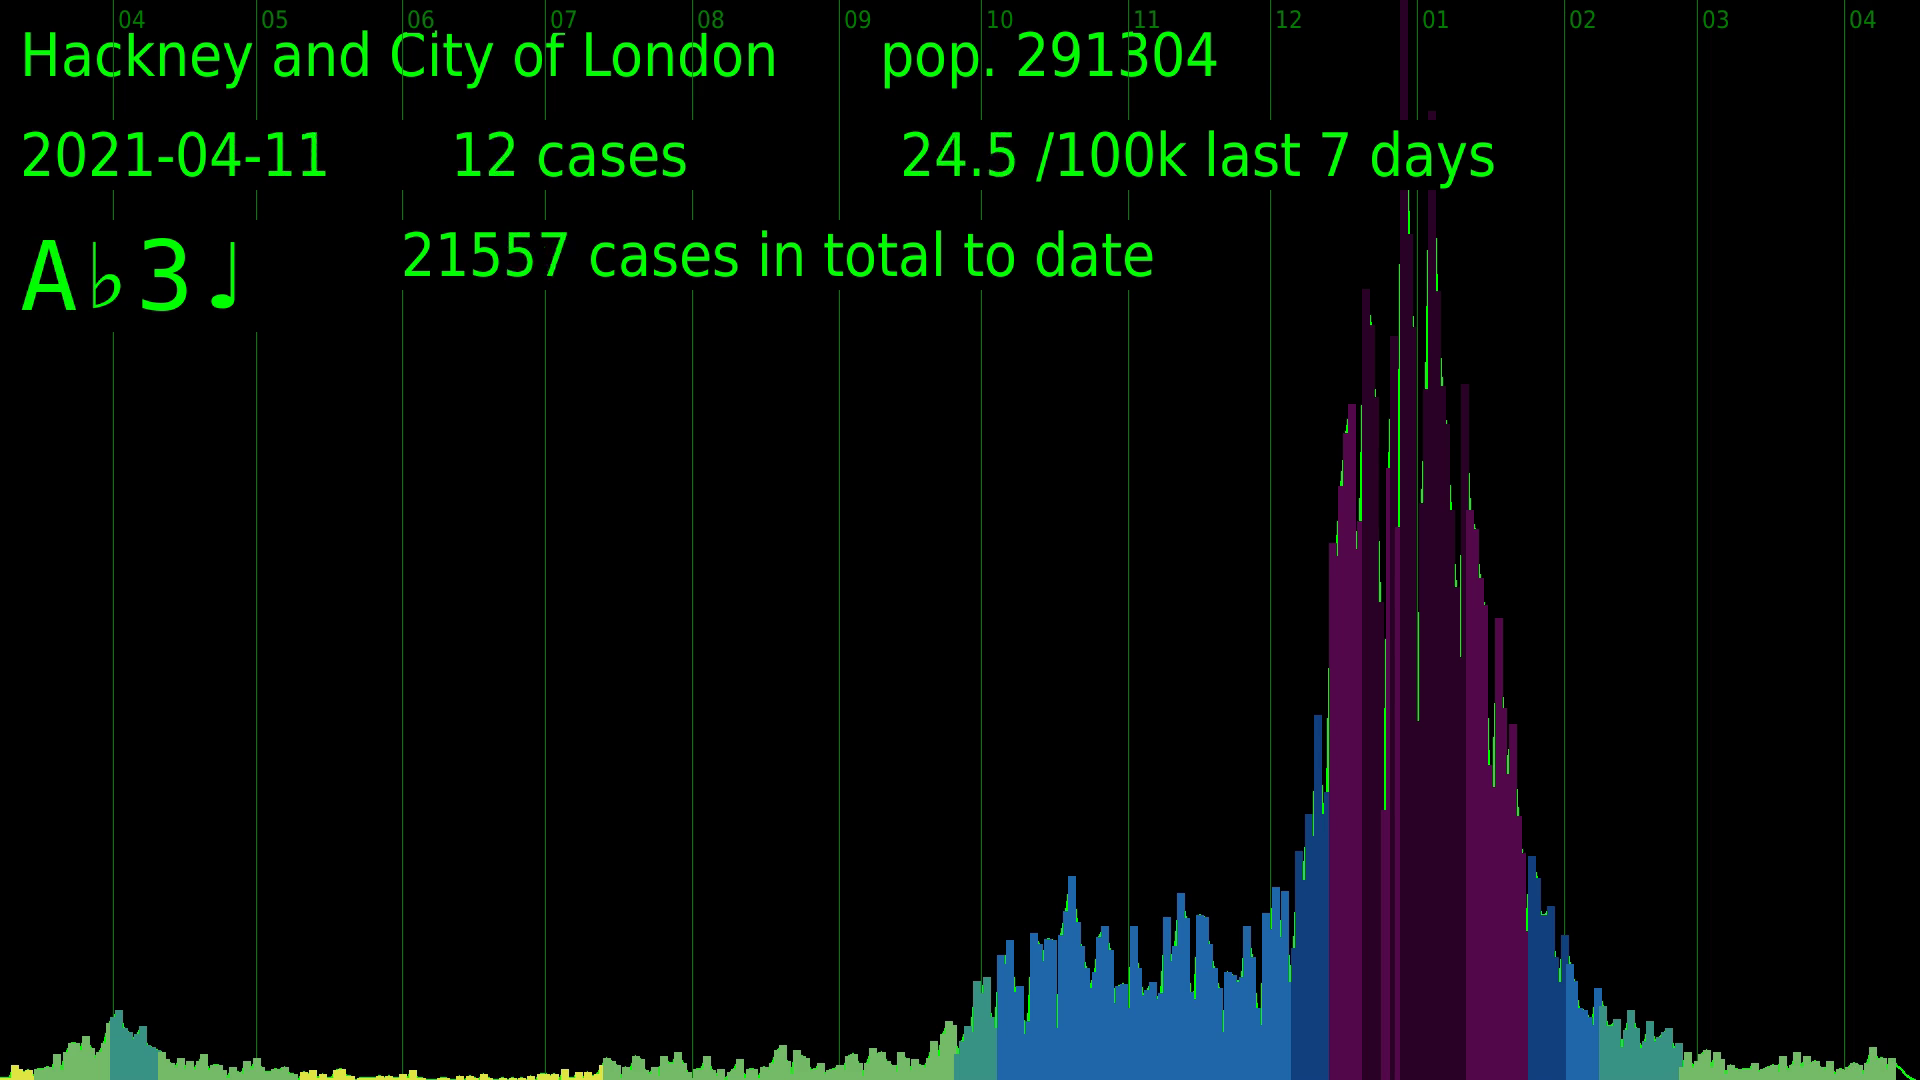 04 05 06 07 08 09 10 11 12 01 02 03 04
Hackney and City of London pop. 291304
2021-04-11 12 cases 24.5 /100k last 7 days
A♭3♩ 21557 cases in total to date